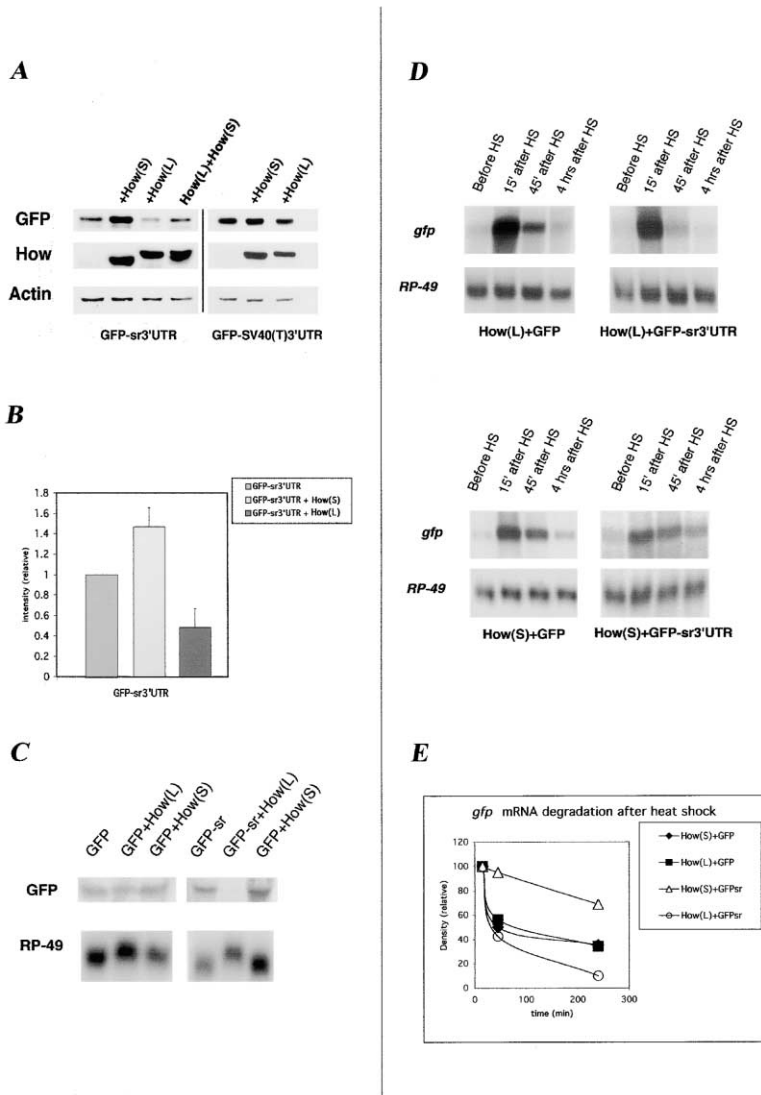 A
+How(S)
+How(L)
How(L)+How(S)
+How(S)
+How(L)
GFP
How
Actin
GFP-sr3'UTR
GFP-SV40(T)3'UTR
B
GFP-sr3'UTR
GFP-sr3'UTR + How(S)
GFP-sr3'UTR + How(L)
intensity (relative)
1.8
1.6
1.4
1.2
1
0.8
0.6
0.4
0.2
0
GFP-sr3'UTR
C
GFP
GFP+How(L)
GFP+How(S)
GFP-sr
GFP-sr+How(L)
GFP+How(S)
GFP
RP-49
D
Before HS
15' after HS
45' after HS
4 hrs after HS
Before HS
15' after HS
45' after HS
4 hrs after HS
gfp
RP-49
How(L)+GFP
How(L)+GFP-sr3'UTR
Before HS
15' after HS
45' after HS
4 hrs after HS
Before HS
15' after HS
45' after HS
4 hrs after HS
gfp
RP-49
How(S)+GFP
How(S)+GFP-sr3'UTR
E
gfp mRNA degradation after heat shock
Density (relative)
120
100
80
60
40
20
0
0
100
200
300
time (min)
How(S)+GFP
How(L)+GFP
How(S)+GFPsr
How(L)+GFPsr